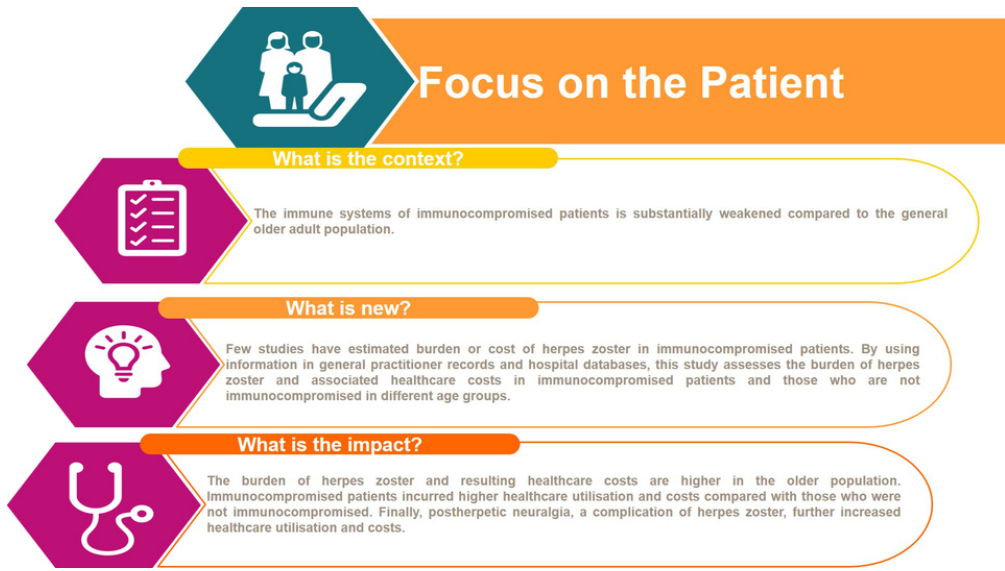 Focus on the Patient
What is the context?
The immune systems of immunocompromised patients is substantially weakened compared to the general
older adult population.
What is new?
Few studies have estimated burden or cost of herpes zoster in immunocompromised patients. By using
information in general practitioner records and hospital databases, this study assesses the burden of herpes
zoster and associated healthcare costs in immunocompromised patients and those who are not
immunocompromised in different age groups.
What is the impact?
The burden of herpes zoster and resulting healthcare costs are higher in the older population.
Immunocompromised patients incurred higher healthcare utilisation and costs compared with those who were
not immunocompromised. Finally, postherpetic neuralgia, a complication of herpes zoster, further increased
healthcare utilisation and costs.